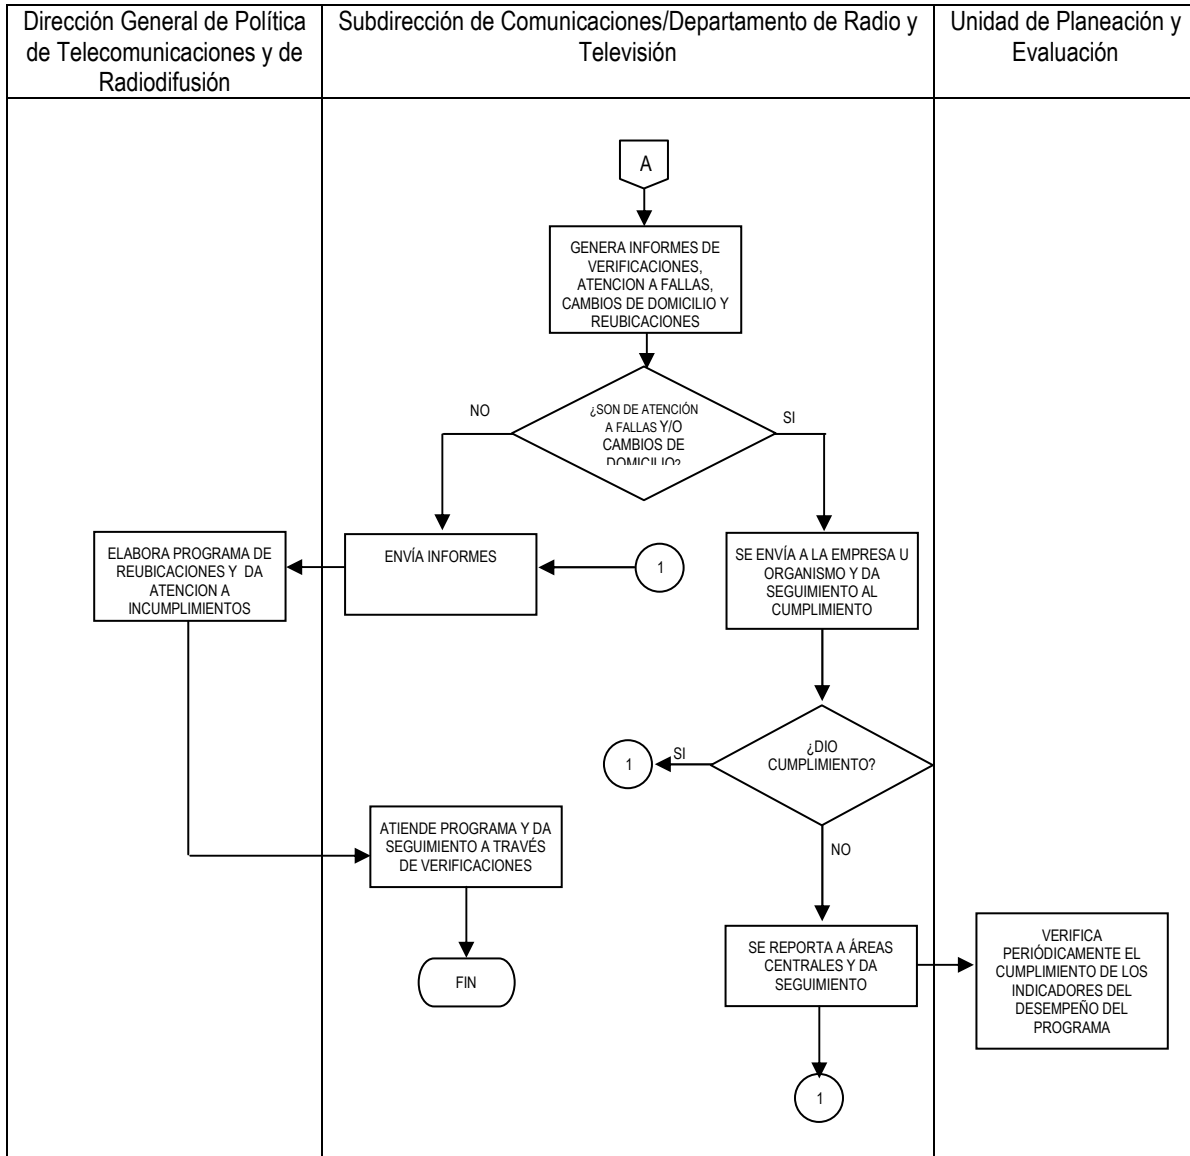 Dirección General de Política
de Telecomunicaciones y de
Radiodifusión
Subdirección de Comunicaciones/Departamento de Radio y
Televisión
Unidad de Planeación y
Evaluación
A
GENERA INFORMES DE
VERIFICACIONES,
ATENCION A FALLAS,
CAMBIOS DE DOMICILIO Y
REUBICACIONES
NO
¿SON DE ATENCIÓN
A FALLAS Y/O
CAMBIOS DE
DOMICILIO?
SI
ELABORA PROGRAMA DE
REUBICACIONES Y DA
ATENCION A
INCUMPLIMIENTOS
ENVÍA INFORMES
1
SE ENVÍA A LA EMPRESA U
ORGANISMO Y DA
SEGUIMIENTO AL
CUMPLIMIENTO
1
SI
¿DIO
CUMPLIMIENTO?
NO
ATIENDE PROGRAMA Y DA
SEGUIMIENTO A TRAVÉS
DE VERIFICACIONES
FIN
SE REPORTA A ÁREAS
CENTRALES Y DA
SEGUIMIENTO
VERIFICA
PERIÓDICAMENTE EL
CUMPLIMIENTO DE LOS
INDICADORES DEL
DESEMPEÑO DEL
PROGRAMA
1